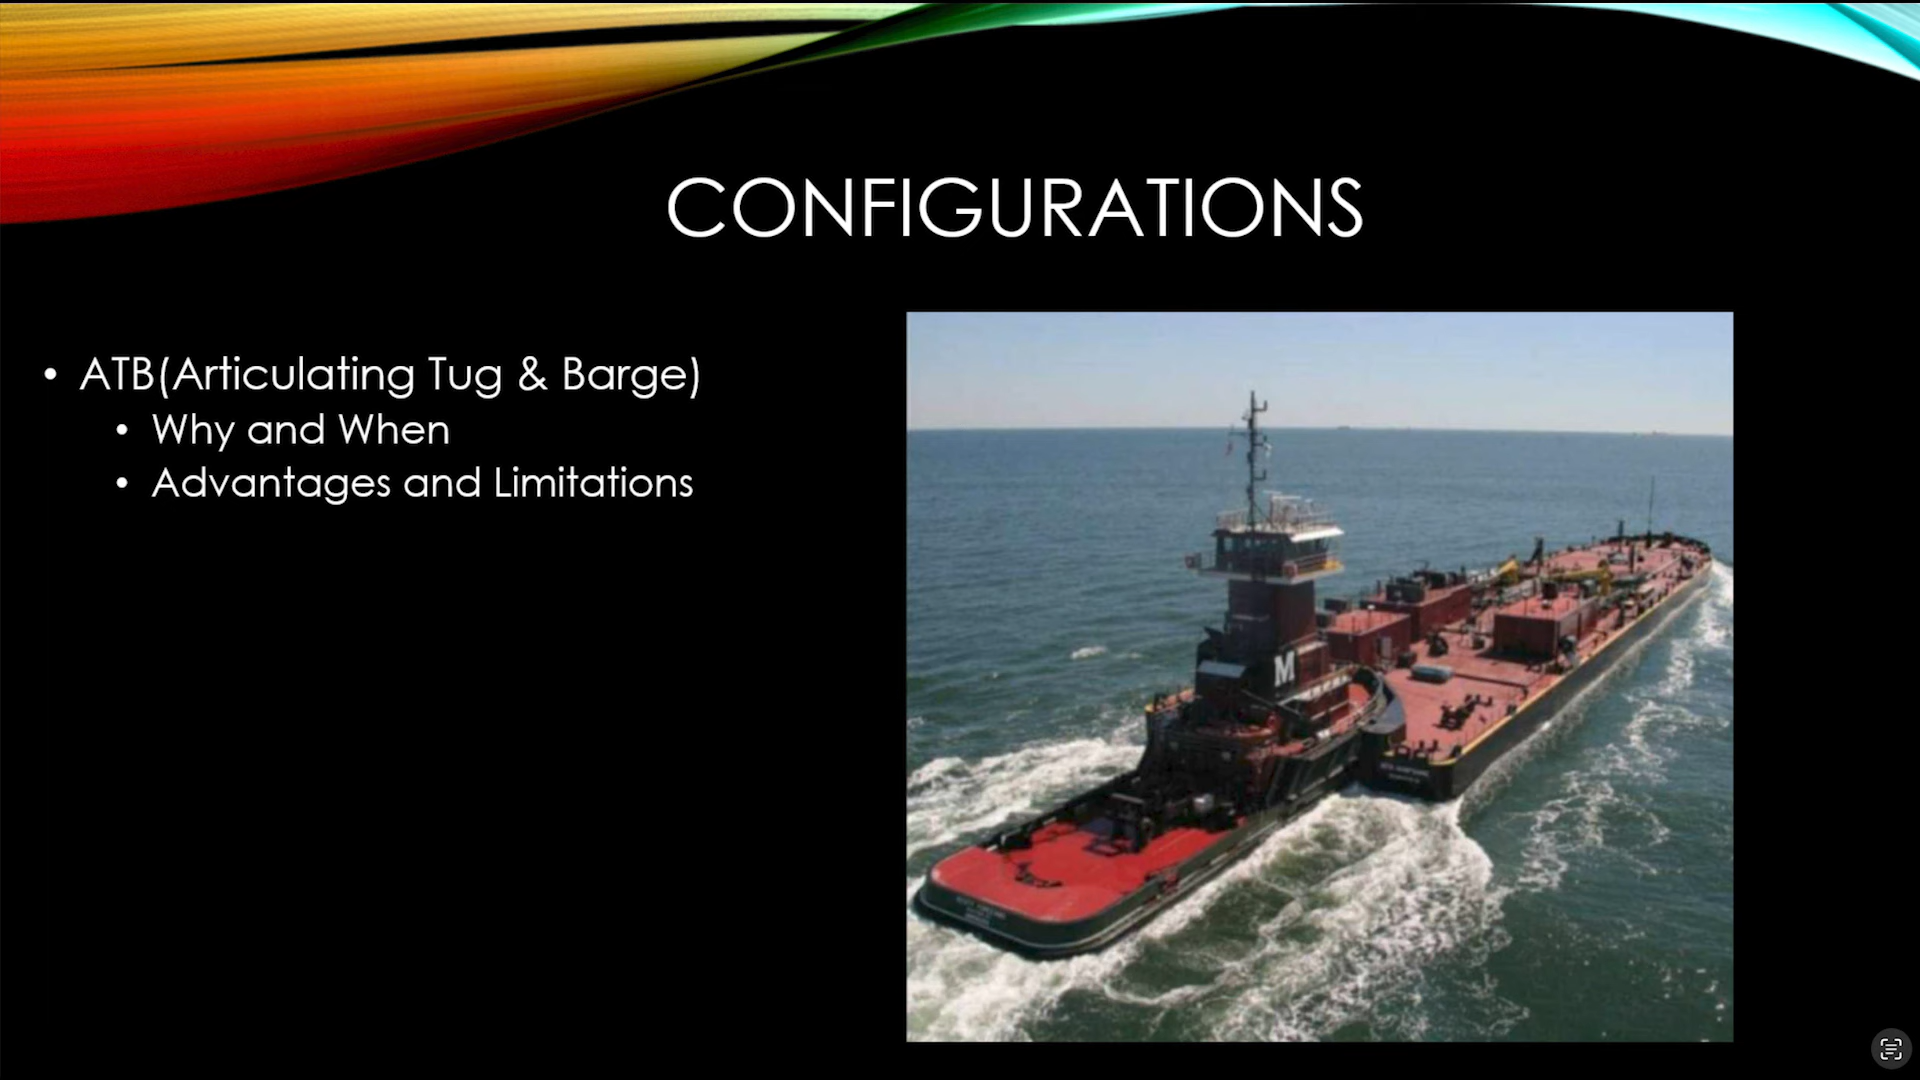 CONFIGURATIONS
• ATB(Articulating Tug & Barge)
• Why and When
• Advantages and Limitations
M